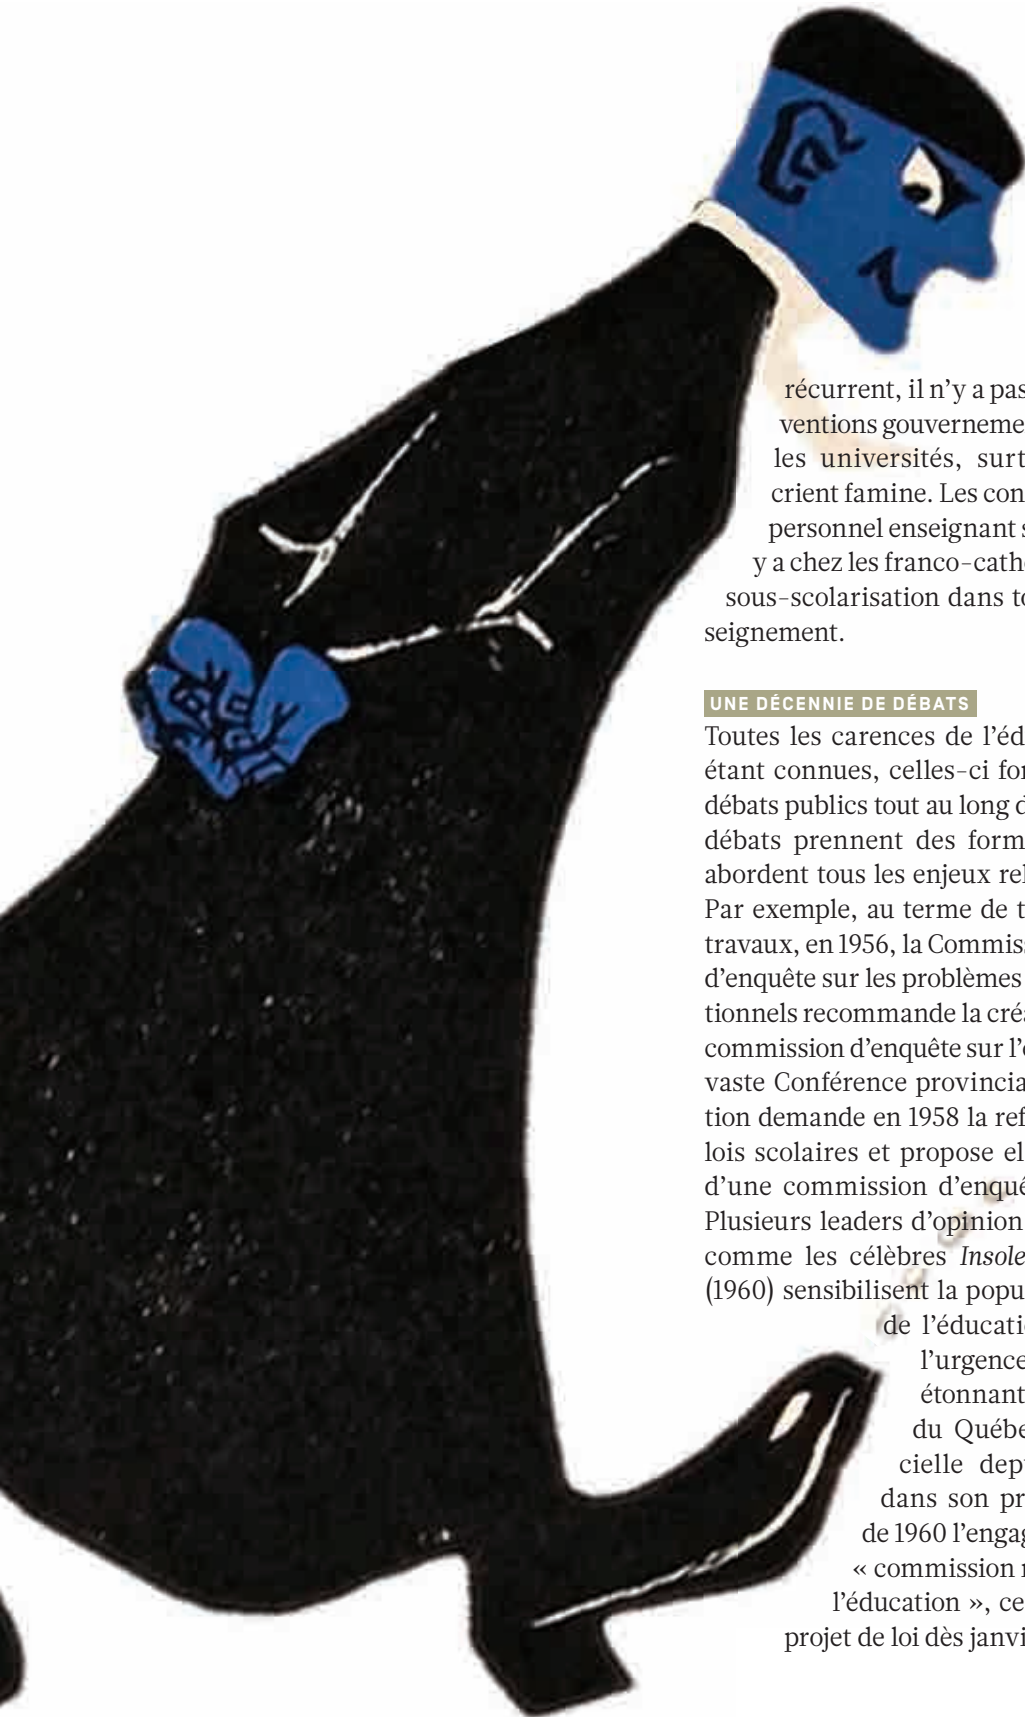 récurrent, il n'y a pas
ventions gouverneme
les universités, surt
crient famine. Les con
personnel enseignant s
y a chez les franco-cath
sous-scolarisation dans to
seignement.
UNE DÉCENNIE DE DÉBATS
Toutes les carences de l'éd
étant connues, celles-ci for
débats publics tout au long d
débats prennent des form
abordent tous les enjeux rel
Par exemple, au terme de t
travaux, en 1956, la Commiss
d'enquête sur les problèmes
tionnels recommande la créa
commission d'enquête sur l'é
vaste Conférence provincia
tion demande en 1958 la ref
lois scolaires et propose el
d'une commission d'enquê
Plusieurs leaders d'opinion
comme les célèbres Insole
(1960) sensibilisent la popu
de l'éducati
l'urgence
étonnant
du Québe
cielle dep
dans son pr
de 1960 l'engag
« commission r
l'éducation », ce
projet de loi dès janvi